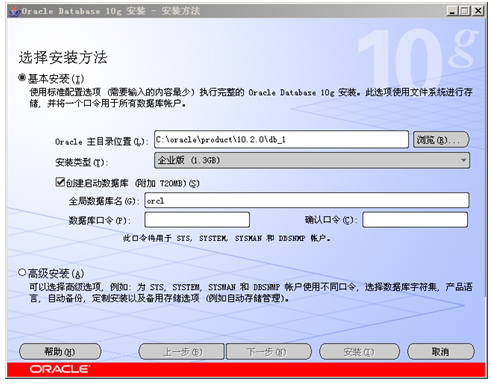 Oracle Database 10g 安装 - 安装方法
10g
选择安装方法
基本安装(I)
使用标准配置选项 (需要输入的内容最少) 执行完整的 Oracle Database 10g 安装。此选项使用文件系统进行存
储, 并将一个口令用于所有数据库帐户。
Oracle 主目录位置(L): C:\oracle\product\10.2.0\db_1 浏览(R)...
安装类型(T): 企业版 (1.3GB)
创建启动数据库 (附加 720MB)(S)
全局数据库名(G): orcl
数据库口令(P): 确认口令(C):
此口令将用于 SYS, SYSTEM, SYSMAN 和 DBSNMP 帐户。
高级安装(A)
可以选择高级选项, 例如: 为 SYS, SYSTEM, SYSMAN 和 DBSNMP 帐户使用不同口令, 选择数据库字符集, 产品语
言, 自动备份, 定制安装以及备用存储选项 (例如自动存储管理)。
帮助(H) 上一步(B) 下一步(N) 安装(I) 取消
ORACLE